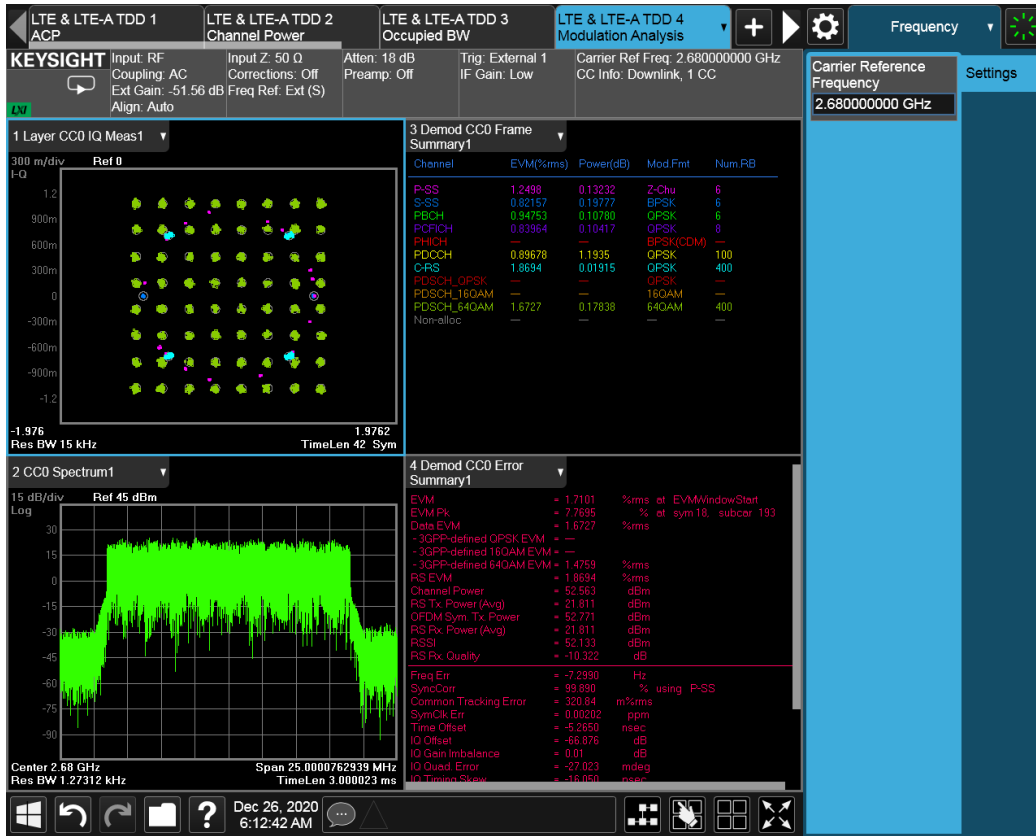 LTE & LTE-A TDD 1
ACP
LTE & LTE-A TDD 2
Channel Power
LTE & LTE-A TDD 3
Occupied BW
LTE & LTE-A TDD 4
Modulation Analysis
Frequency
KEYSIGHT
LXI
Input: RF
Coupling: AC
Ext Gain: -51.56 dB
Align: Auto
Input Z: 50 Ω
Corrections: Off
Freq Ref: Ext (S)
Atten: 18 dB
Preamp: Off
Trig: External 1
IF Gain: Low
Carrier Ref Freq: 2.680000000 GHz
CC Info: Downlink, 1 CC
Carrier Reference
Frequency
2.680000000 GHz
Settings
1 Layer CC0 IQ Meas1
300 m/div Ref 0
I-Q
1.2
900m
600m
300m
0
-300m
-600m
-900m
-1.2
-1.976 1.9762
Res BW 15 kHz TimeLen 42 Sym
3 Demod CC0 Frame
Summary1
Channel EVM(%rms) Power(dB) Mod.Fmt Num.RB
P-SS 1.2498 0.13232 Z-Chu 6
S-SS 0.82157 0.19777 BPSK 6
PBCH 0.94753 0.10780 QPSK 6
PCFICH 0.83964 0.10417 QPSK 8
PHICH — — BPSK(CDM) —
PDCCH 0.89678 1.1935 QPSK 100
C-RS 1.8694 0.01915 QPSK 400
PDSCH_QPSK — — QPSK —
PDSCH_16QAM — — 16QAM —
PDSCH_64QAM 1.6727 0.17838 64QAM 400
Non-alloc — — — —
2 CC0 Spectrum1
15 dB/div Ref 45 dBm
Log
30
15
0
-15
-30
-45
-60
-75
-90
Center 2.68 GHz Span 25.0000762939 MHz
Res BW 1.27312 kHz TimeLen 3.000023 ms
4 Demod CC0 Error
Summary1
EVM = 1.7101 %rms at EVMWindowStart
EVM Pk = 7.7695 % at sym 18, subcar 193
Data EVM = 1.6727 %rms
- 3GPP-defined QPSK EVM = —
- 3GPP-defined 16QAM EVM = —
- 3GPP-defined 64QAM EVM = 1.4759 %rms
RS EVM = 1.8694 %rms
Channel Power = 52.563 dBm
RS Tx. Power (Avg) = 21.811 dBm
OFDM Sym. Tx. Power = 52.771 dBm
RS Rx. Power (Avg) = 21.811 dBm
RSSI = 52.133 dBm
RS Rx. Quality = -10.322 dB
Freq Err = -7.2990 Hz
SyncCorr = 99.890 % using P-SS
Common Tracking Error = 320.84 m%rms
SymClk Err = 0.00202 ppm
Time Offset = -5.2650 nsec
IQ Offset = -66.876 dB
IQ Gain Imbalance = 0.01 dB
IQ Quad. Error = -27.023 mdeg
IQ Timing Skew = -16.050 psec
?
Dec 26, 2020
6:12:42 AM